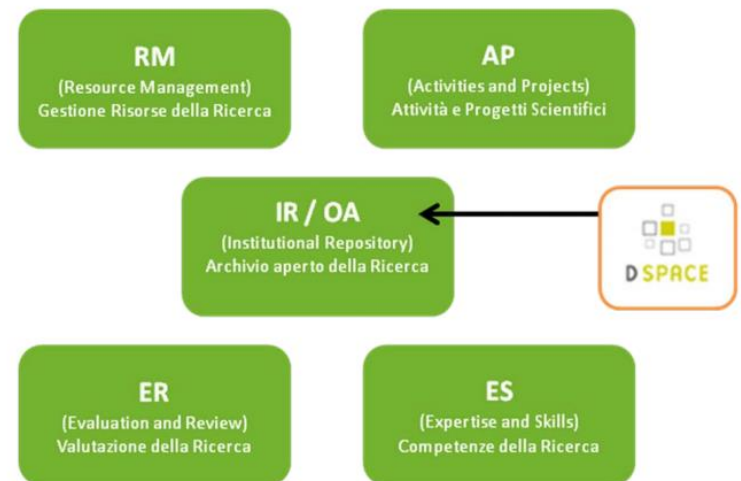 RM
(Resource Management)
Gestione Risorse della Ricerca
AP
(Activities and Projects)
Attività e Progetti Scientifici
IR / OA
(Institutional Repository)
Archivio aperto della Ricerca
DSPACE
ER
(Evaluation and Review)
Valutazione della Ricerca
ES
(Expertise and Skills)
Competenze della Ricerca